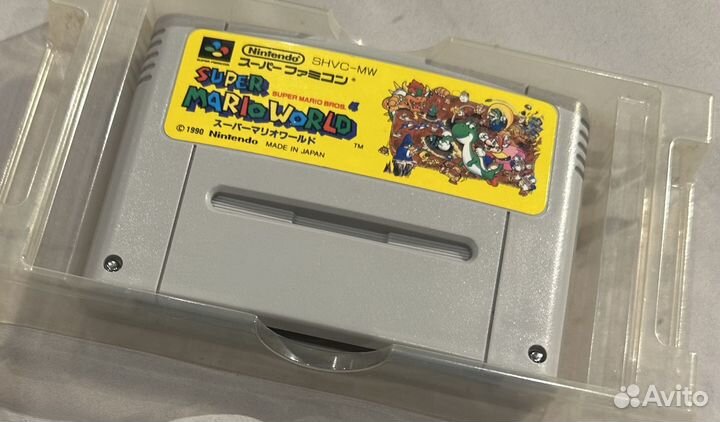 Nintendo SHVC-MW
スーパーファミコン
SUPER
SUPER MARIO BROS. 4
MARIO WORLD
スーパーマリオワールド
™
© 1990 Nintendo MADE IN JAPAN
Avito